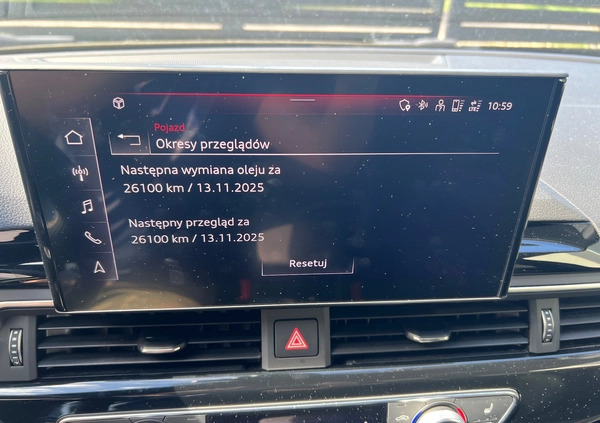 10:59
Pojazd
Okresy przeglądów
Następna wymiana oleju za
26100 km / 13.11.2025
Następny przegląd za
26100 km / 13.11.2025
Resetuj